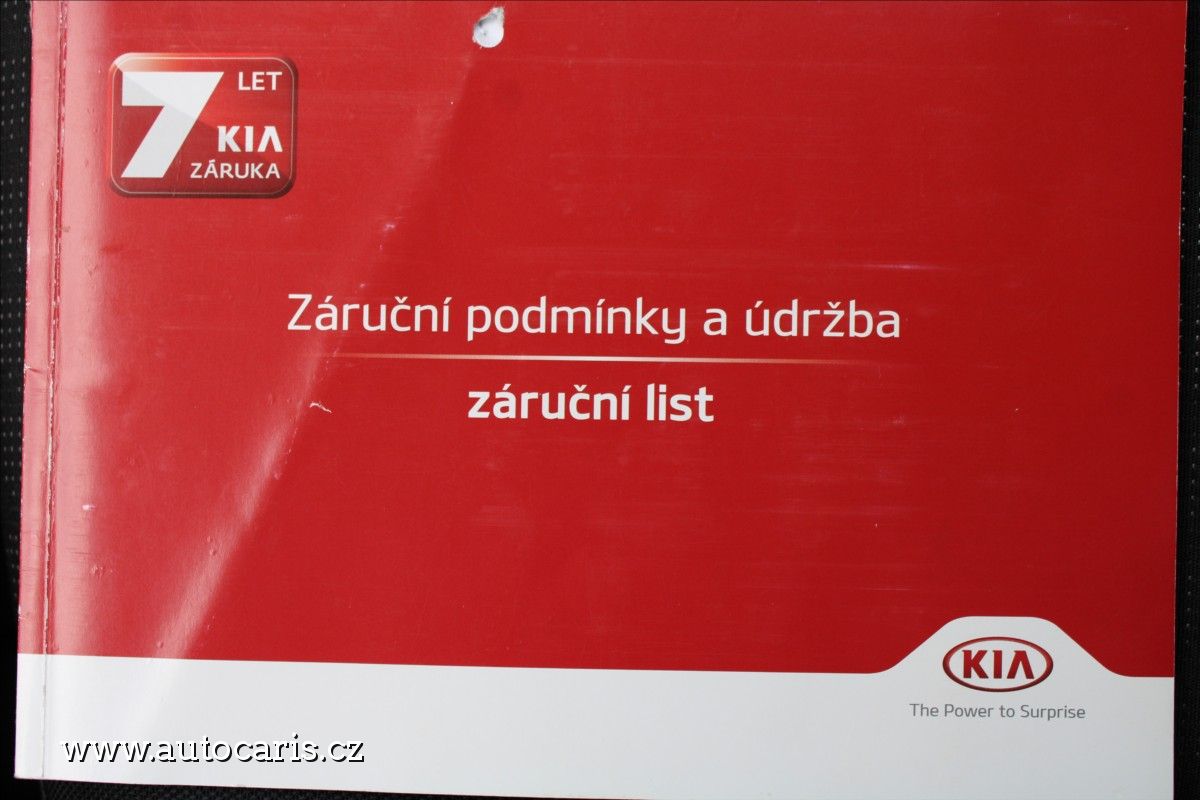 7 LET
KIA
ZÁRUKA
Záruční podmínky a údržba
záruční list
KIA
The Power to Surprise
www.autocaris.cz